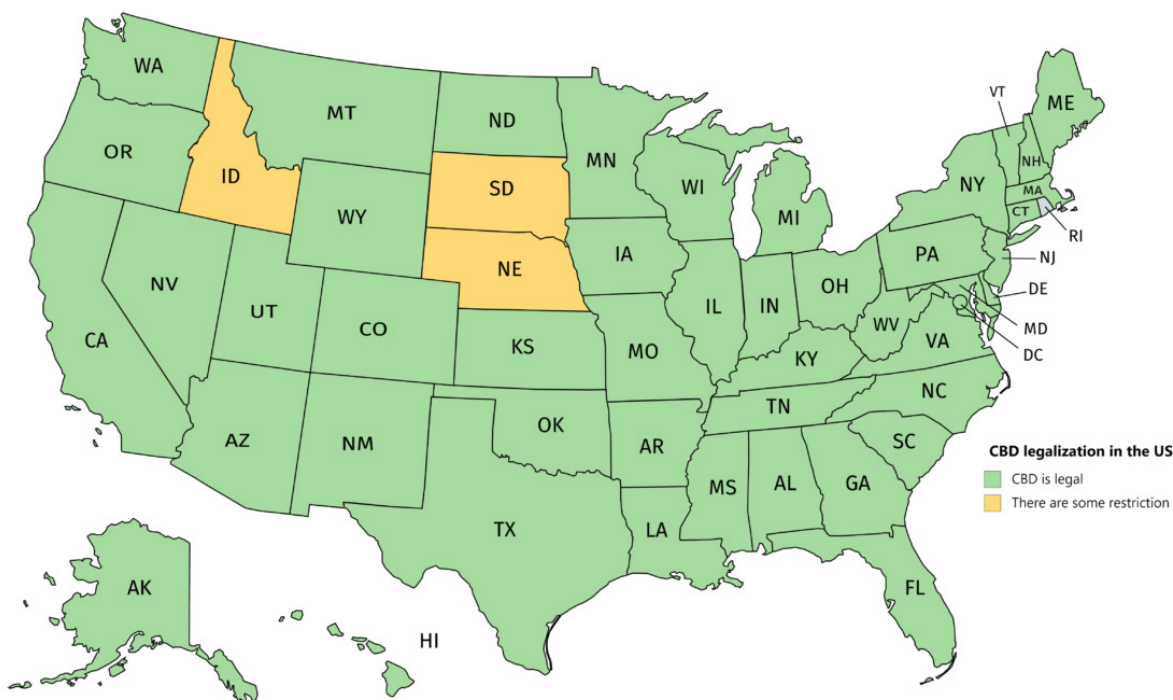 WA
MT
ND
MN
VT
ME
OR
ID
SD
WI
MI
NY
NH
MA
CT
RI
WY
NE
IA
PA
NJ
NV
UT
CO
IL
IN
OH
WV
DE
MD
DC
CA
KS
MO
KY
VA
NC
AZ
NM
OK
AR
TN
SC
CBD legalization in the US
CBD is legal
There are some restriction
TX
LA
MS
AL
GA
FL
AK
HI